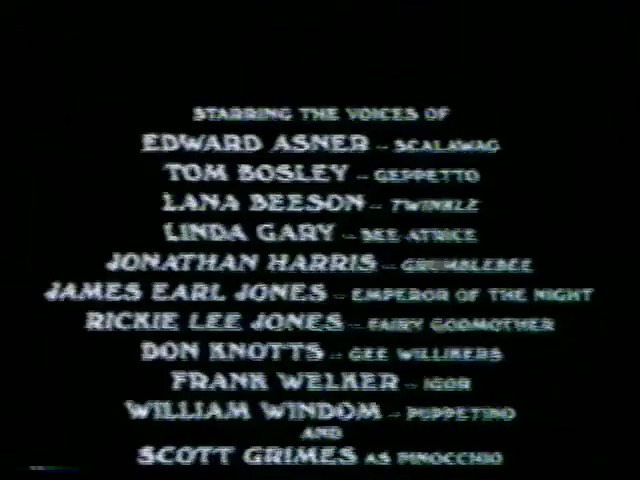 STARRING THE VOICES OF
EDWARD ASNER – SCALAWAG
TOM BOSLEY – GEPPETTO
LANA BEESON – TWINKLE
LINDA GARY – BEE-ATRICE
JONATHAN HARRIS – GRUMBLEBEE
JAMES EARL JONES – EMPEROR OF THE NIGHT
RICKIE LEE JONES – FAIRY GODMOTHER
DON KNOTTS – GEE WILLIKERS
FRANK WELKER – IGOR
WILLIAM WINDOM – PUPPETINO
AND
SCOTT GRIMES AS PINOCCHIO